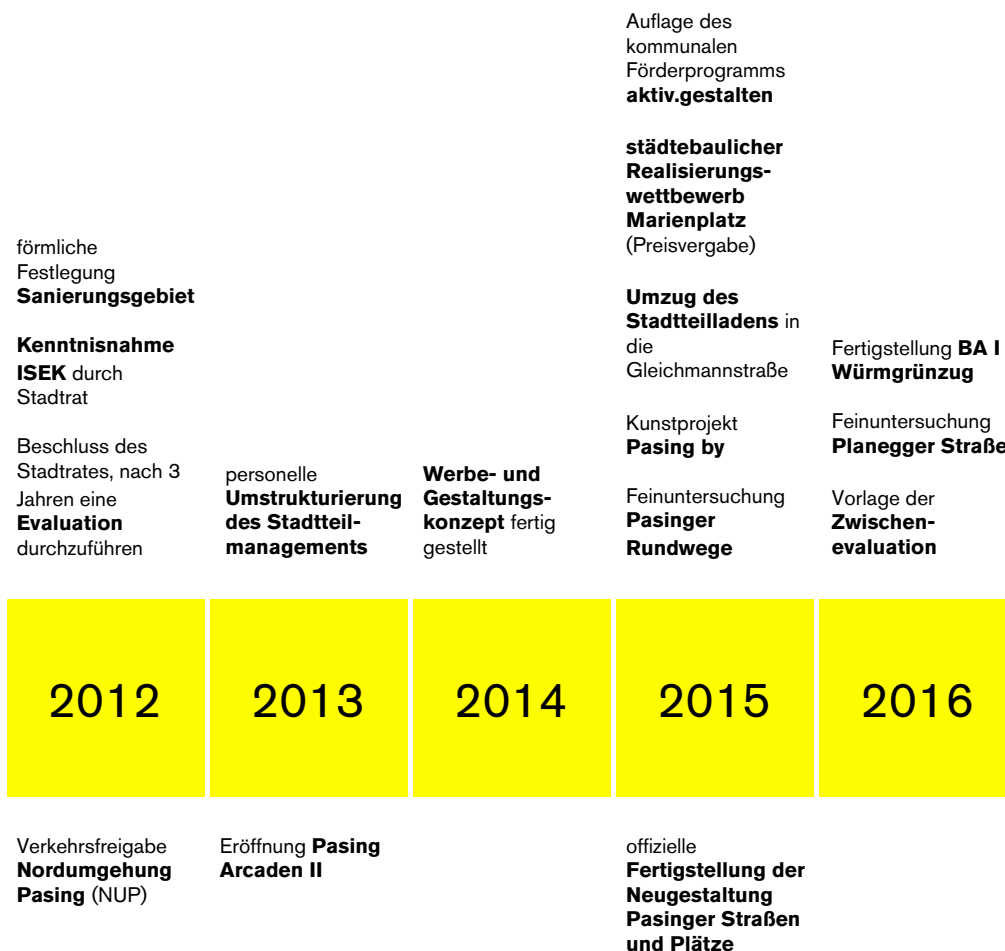 förmliche
Festlegung
Sanierungsgebiet
Kenntnisnahme
ISEK durch
Stadtrat
Beschluss des
Stadtrates, nach 3
Jahren eine
Evaluation
durchzuführen
personelle
Umstrukturierung
des Stadtteil-
managements
Werbe- und
Gestaltungs-
konzept fertig
gestellt
Auflage des
kommunalen
Förderprogramms
aktiv.gestalten
städtebaulicher
Realisierungs-
wettbewerb
Marienplatz
(Preisvergabe)
Umzug des
Stadtteilladens in
die
Gleichmannstraße
Kunstprojekt
Pasing by
Feinuntersuchung
Pasinger
Rundwege
Fertigstellung BA I
Würmgrünzug
Feinuntersuchung
Planegger Straße
Vorlage der
Zwischen-
evaluation
2012
2013
2014
2015
2016
Verkehrsfreigabe
Nordumgehung
Pasing (NUP)
Eröffnung Pasing
Arcaden II
offizielle
Fertigstellung der
Neugestaltung
Pasinger Straßen
und Plätze